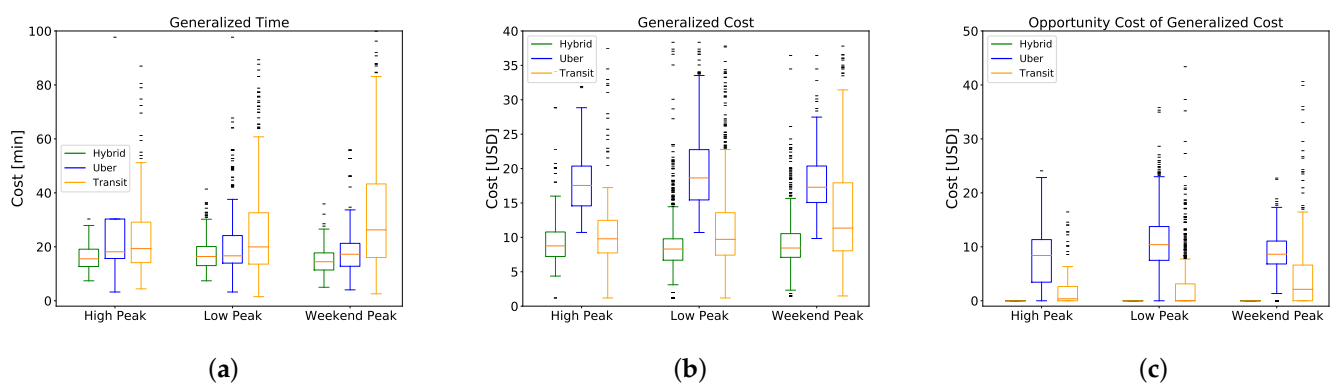 Generalized Time
Cost [min]
100
80
60
40
20
0
Hybrid
Uber
Transit
High Peak
Low Peak
Weekend Peak
(a)
Generalized Cost
Cost [USD]
40
35
30
25
20
15
10
5
0
Hybrid
Uber
Transit
High Peak
Low Peak
Weekend Peak
(b)
Opportunity Cost of Generalized Cost
Cost [USD]
50
40
30
20
10
0
Hybrid
Uber
Transit
High Peak
Low Peak
Weekend Peak
(c)